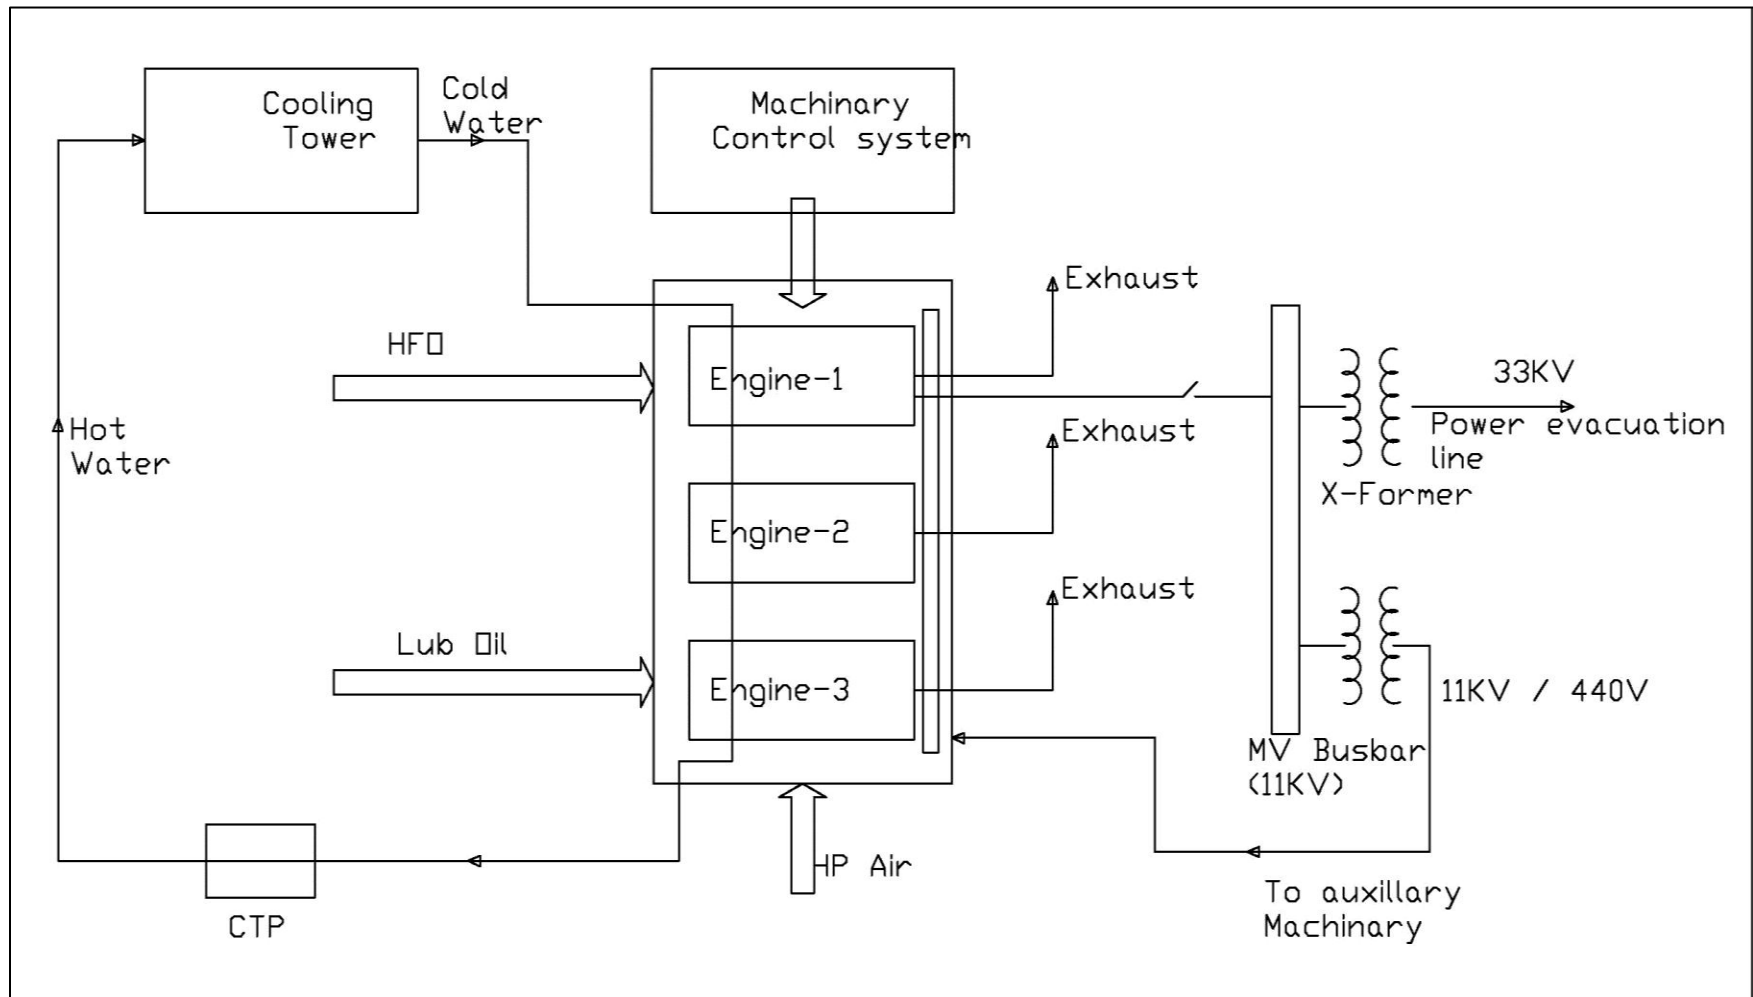 Cooling
Tower
Cold
Water
Machinary
Control system
Exhaust
HFO
Engine-1
33KV
Exhaust
Power evacuation
line
Hot
Water
X-Former
Engine-2
Exhaust
Lub Oil
Engine-3
11KV / 440V
MV Busbar
(11KV)
HP Air
To auxillary
Machinary
CTP